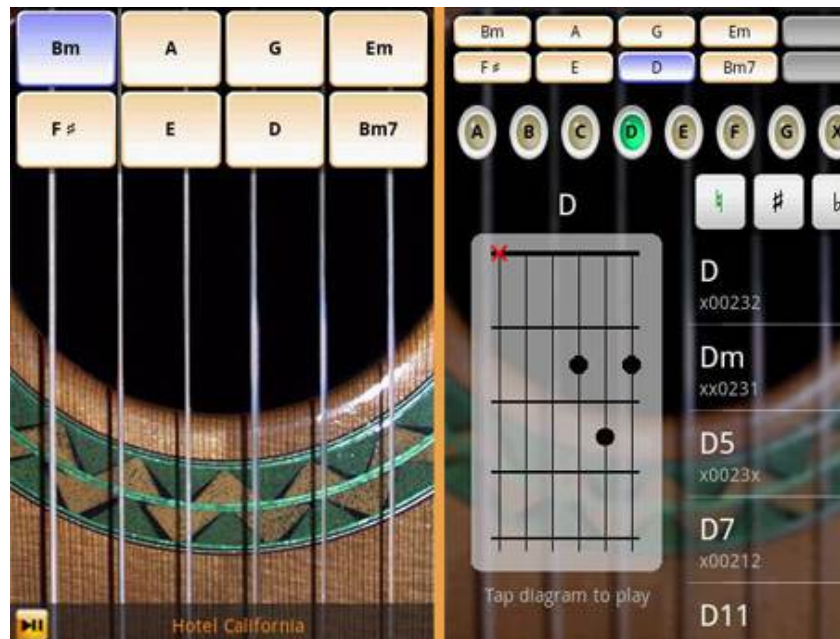 Bm A G Em
F♯ E D Bm7
Hotel California
Bm A G Em
F♯ E D Bm7
A B C D E F G X
♮ ♯ ♭
D
x
D
x00232
Dm
xx0231
D5
x0023x
D7
x00212
D11
Tap diagram to play